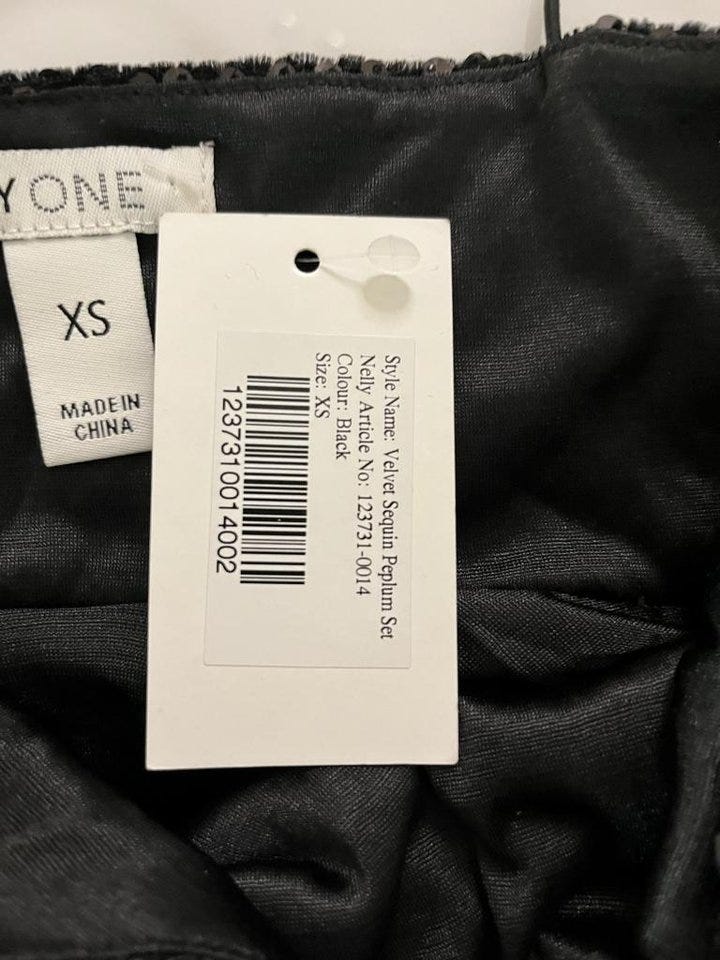 Y ONE
XS
MADE IN
CHINA
Style Name: Velvet Sequin Peplum Set
Nelly Article No: 123731-0014
Colour: Black
Size: XS
1237310014002